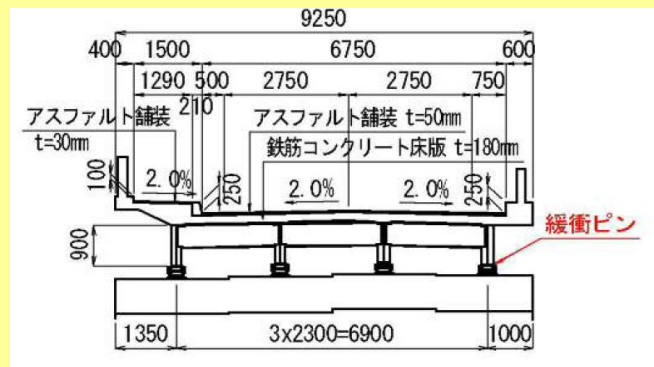 9250
400 1500 6750 600
1290 500 2750 2750 750
210
アスファルト舗装 アスファルト舗装 t=50mm
t=30mm 鉄筋コンクリート床版 t=180mm
100 2.0% 250 2.0% 2.0% 250
緩衝ピン
900
1350 3x2300=6900 1000